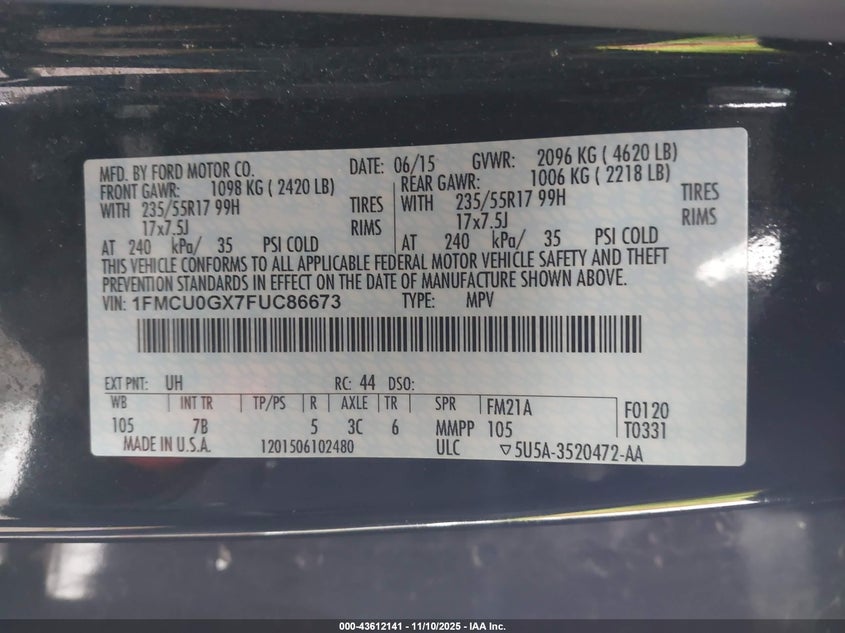 MFD. BY FORD MOTOR CO. DATE: 06/15 GVWR: 2096 KG ( 4620 LB)
FRONT GAWR: 1098 KG ( 2420 LB) REAR GAWR: 1006 KG ( 2218 LB)
WITH 235/55R17 99H TIRES WITH 235/55R17 99H TIRES
17x7.5J RIMS 17x7.5J RIMS
AT 240 kPa/ 35 PSI COLD AT 240 kPa/ 35 PSI COLD
THIS VEHICLE CONFORMS TO ALL APPLICABLE FEDERAL MOTOR VEHICLE SAFETY AND THEFT
PREVENTION STANDARDS IN EFFECT ON THE DATE OF MANUFACTURE SHOWN ABOVE.
VIN: 1FMCU0GX7FUC86673 TYPE: MPV
EXT PNT: UH RC: 44 DSO:
WB INT TR TP/PS R AXLE TR SPR FM21A F0120
105 7B 5 3C 6 MMPP 105 T0331
MADE IN U.S.A. 1201506102480 ULC ▽5U5A-3520472-AA
000-43612141 - 11/10/2025 - IAA Inc.